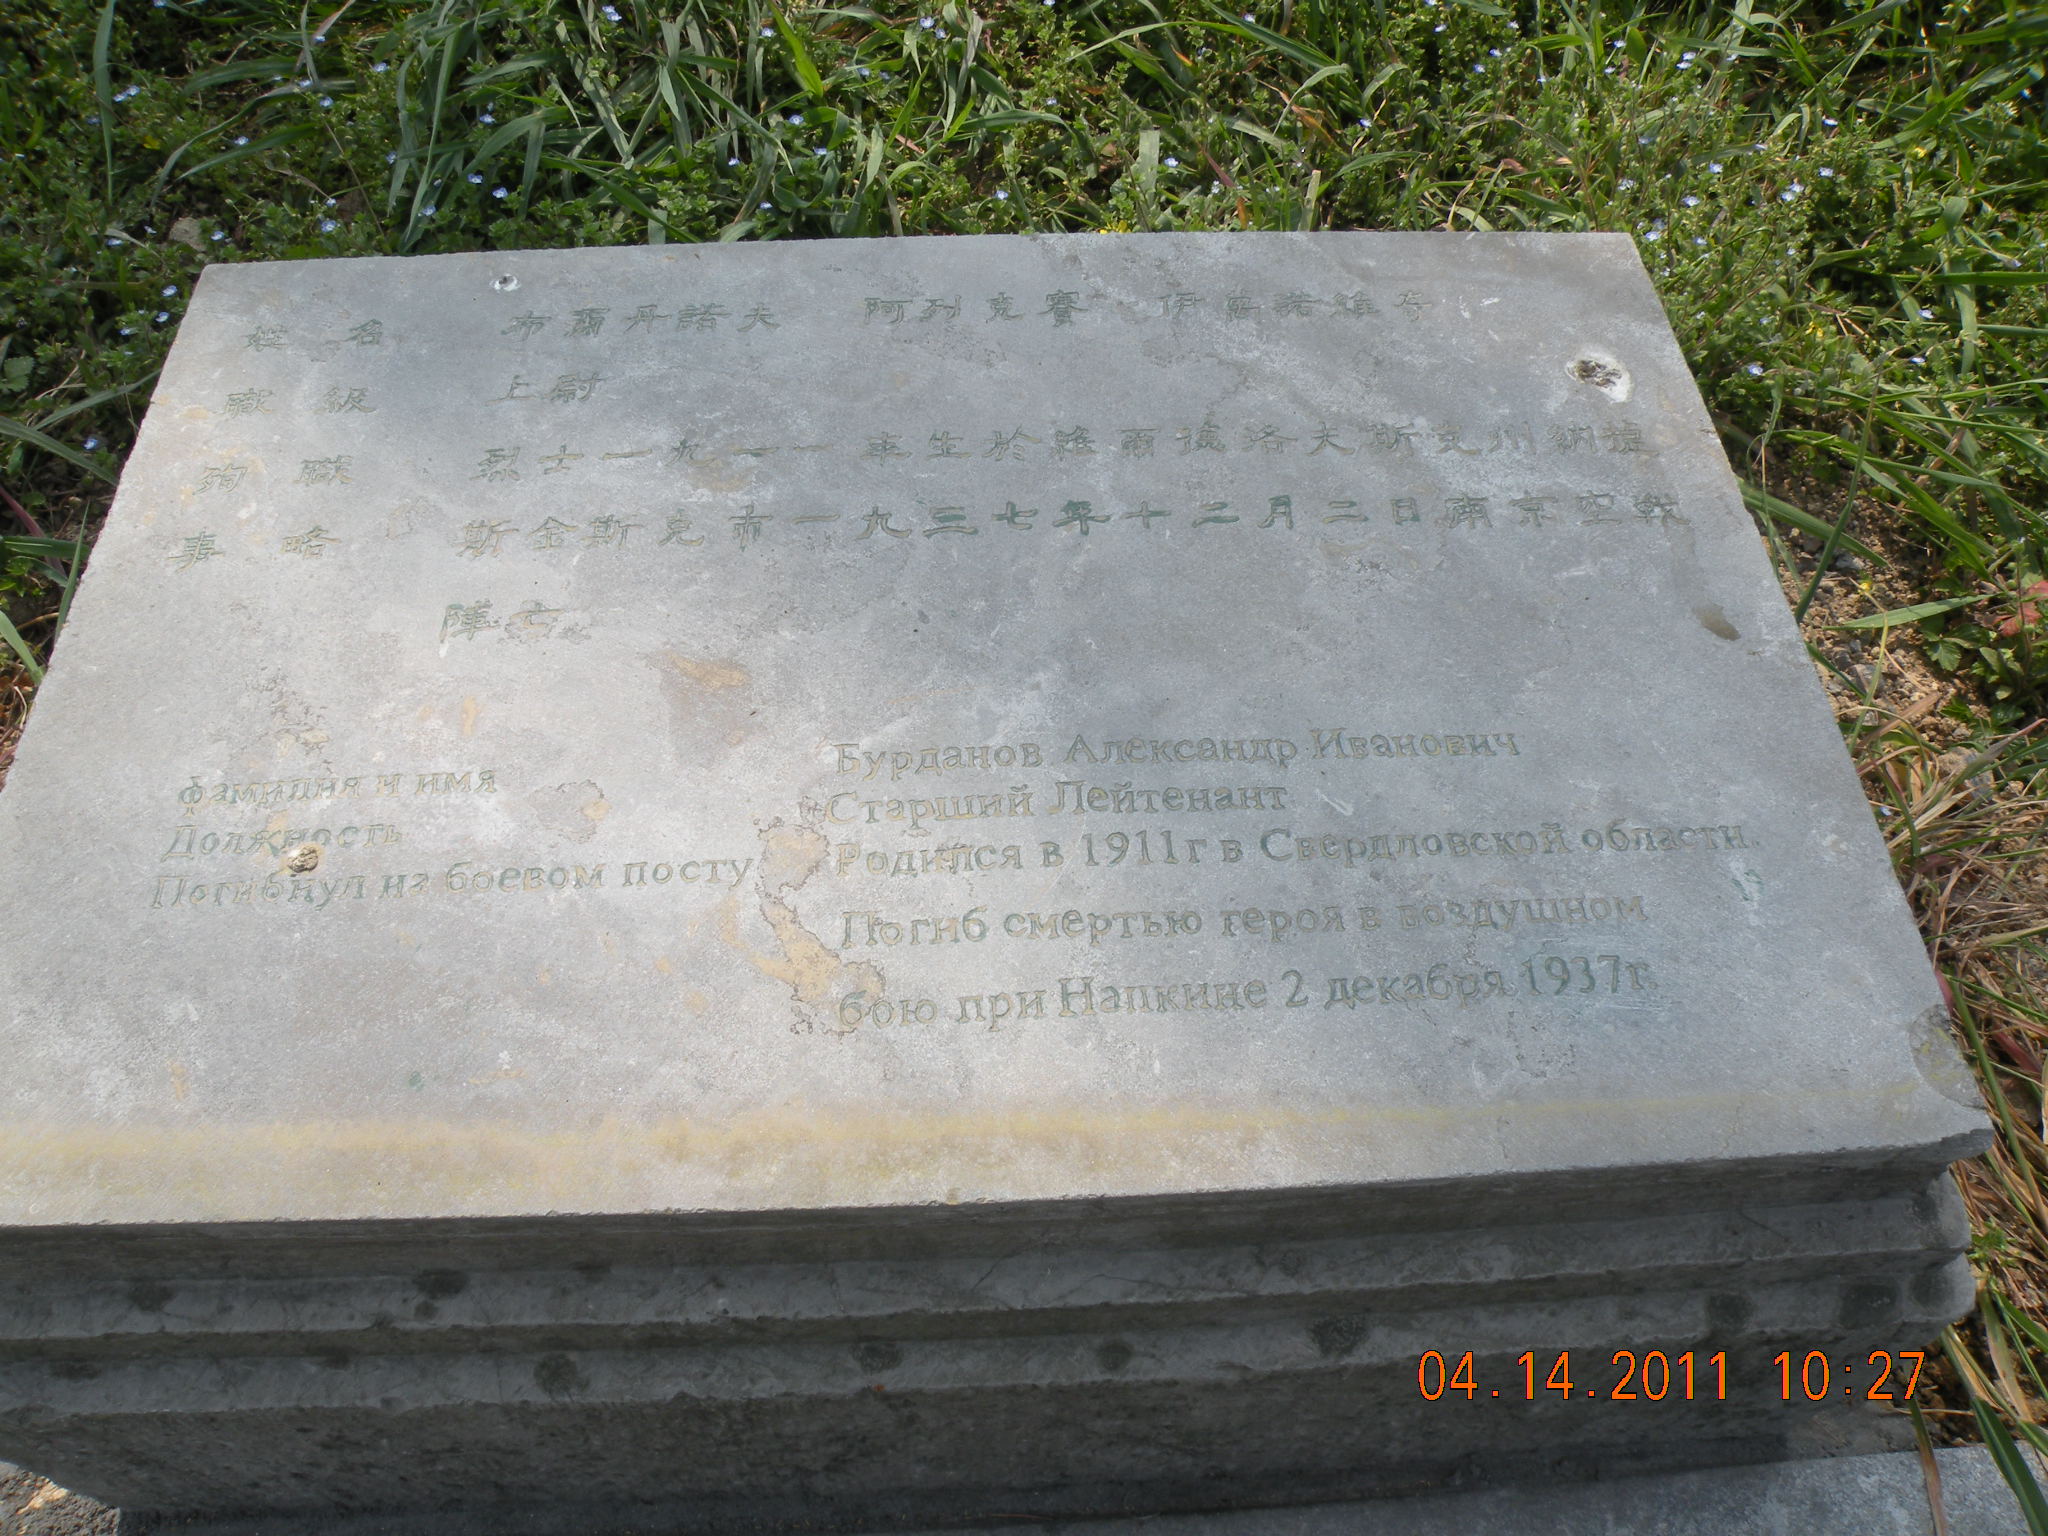 姓 名 布爾丹諾夫 阿列克賽 伊萬諾維奇
職 級 上尉
殉 職 烈士一九一一年生於維爾德洛夫斯克州納捷
事 略 斯金斯克市一九三七年十二月二日南京空戰
陣亡
фамилия и имя Бурданов Александр Иванович
Должность Старший Лейтенант
Погибнул на боевом посту Родился в 1911г в Свердловской области.
Погиб смертью героя в воздушном
бою при Напкине 2 декабря 1937г.
04.14.2011 10:27